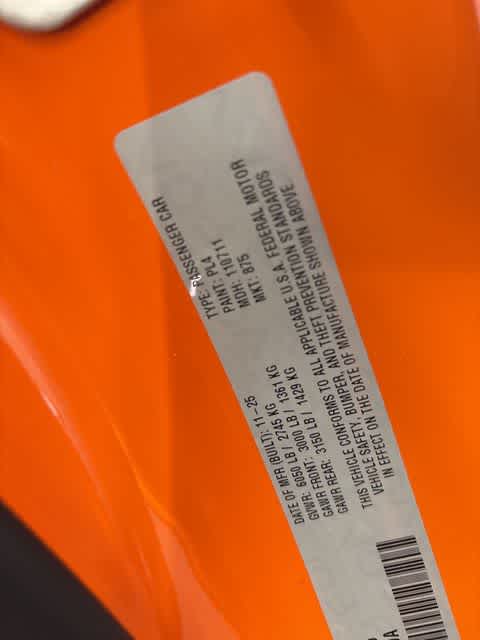 DATE OF MFR (BUILT): 11-25 TYPE: PASSENGER CAR
GVWR: 6050 LB / 2745 KG PAINT: PL4
GAWR FRONT: 3000 LB / 1361 KG MDH: 110711
GAWR REAR: 3150 LB / 1429 KG MKT: 875
THIS VEHICLE CONFORMS TO ALL APPLICABLE U.S.A. FEDERAL MOTOR
VEHICLE SAFETY, BUMPER, AND THEFT PREVENTION STANDARDS
IN EFFECT ON THE DATE OF MANUFACTURE SHOWN ABOVE